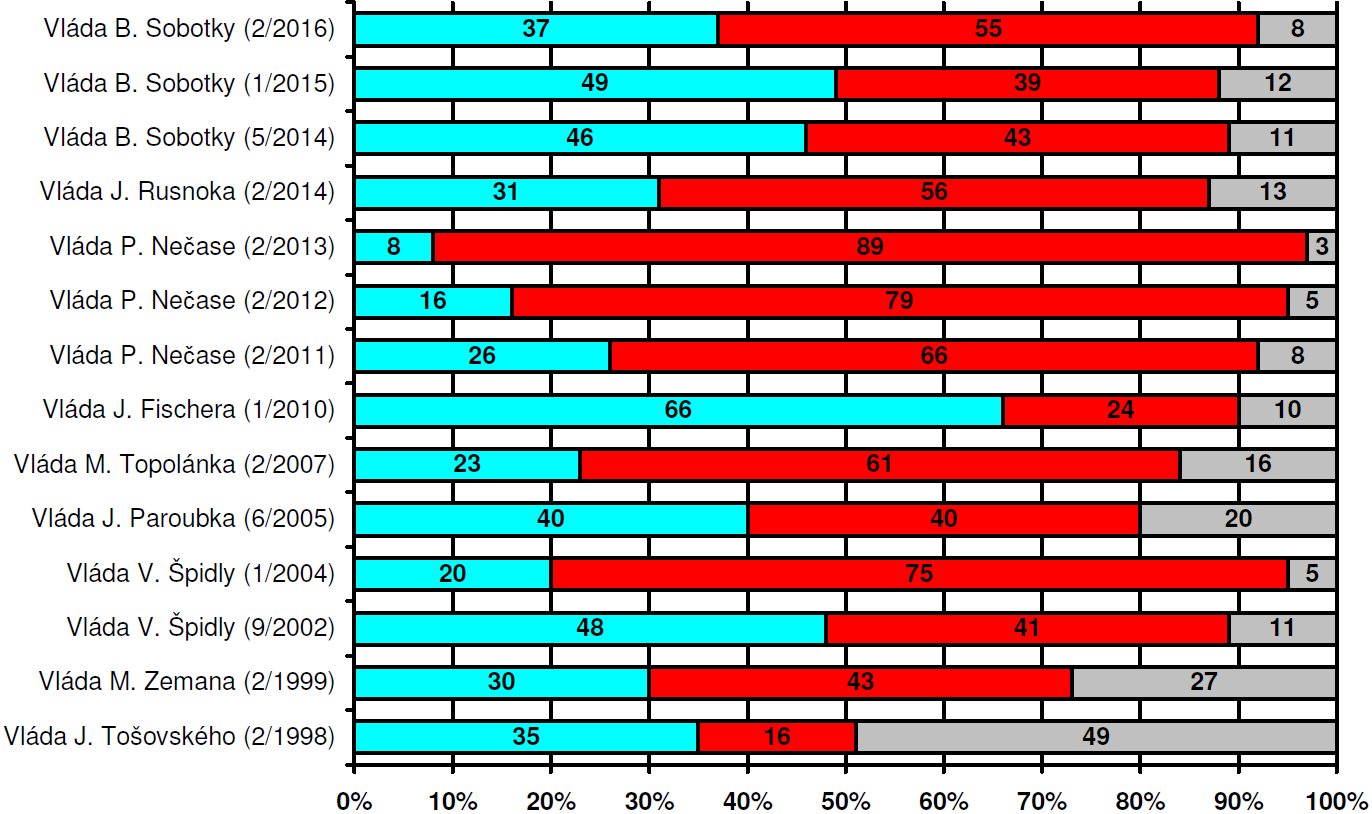 Vláda B. Sobotky (2/2016) 37 55 8
Vláda B. Sobotky (1/2015) 49 39 12
Vláda B. Sobotky (5/2014) 46 43 11
Vláda J. Rusnoka (2/2014) 31 56 13
Vláda P. Nečase (2/2013) 8 89 3
Vláda P. Nečase (2/2012) 16 79 5
Vláda P. Nečase (2/2011) 26 66 8
Vláda J. Fischera (1/2010) 66 24 10
Vláda M. Topolánka (2/2007) 23 61 16
Vláda J. Paroubka (6/2005) 40 40 20
Vláda V. Špidly (1/2004) 20 75 5
Vláda V. Špidly (9/2002) 48 41 11
Vláda M. Zemana (2/1999) 30 43 27
Vláda J. Tošovského (2/1998) 35 16 49
0% 10% 20% 30% 40% 50% 60% 70% 80% 90% 100%